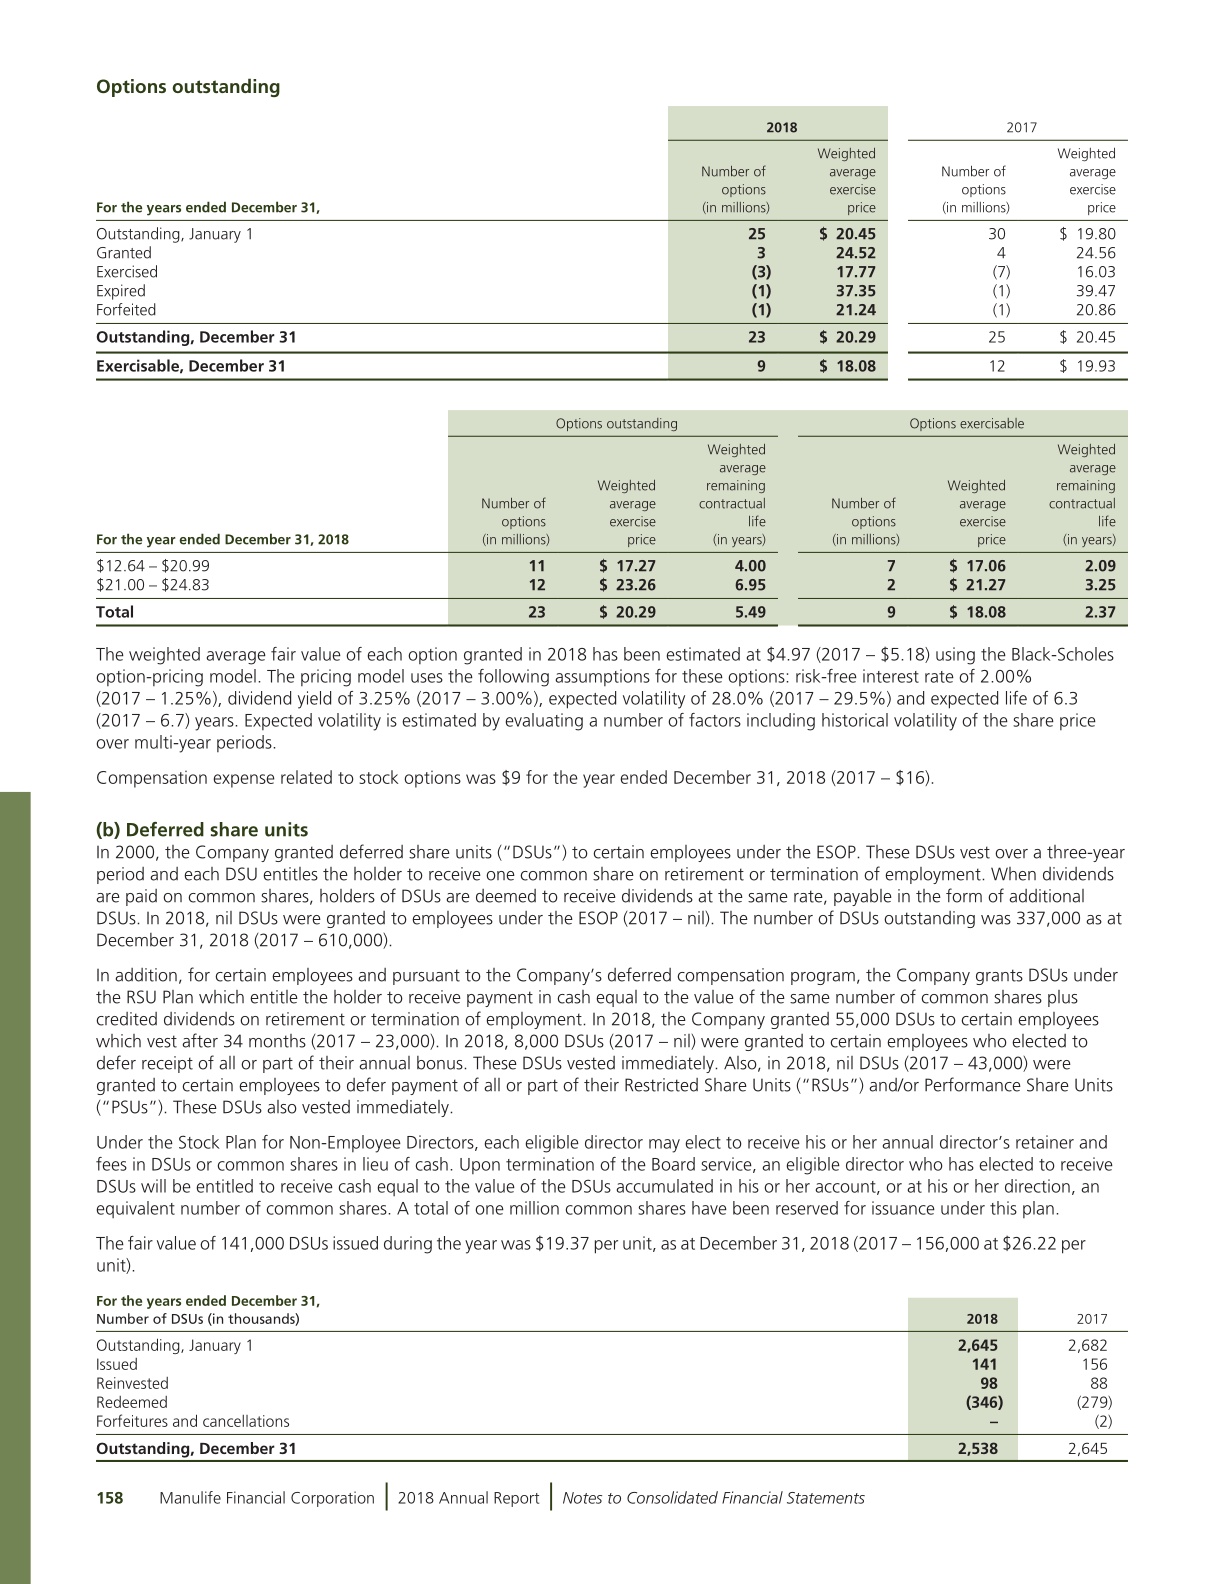 Options outstanding
2018 2017
Number of options (in millions) Weighted average exercise price Number of options (in millions) Weighted average exercise price
For the years ended December 31,
Outstanding, January 1 25 $ 20.45 30 $ 19.80
Granted 3 24.52 4 24.56
Exercised (3) 17.77 (7) 16.03
Expired (1) 37.35 (1) 39.47
Forfeited (1) 21.24 (1) 20.86
Outstanding, December 31 23 $ 20.29 25 $ 20.45
Exercisable, December 31 9 $ 18.08 12 $ 19.93
Options outstanding Options exercisable
For the year ended December 31, 2018 Number of options (in millions) Weighted average exercise price Weighted average remaining contractual life (in years) Number of options (in millions) Weighted average exercise price Weighted average remaining contractual life (in years)
$12.64 – $20.99 11 $ 17.27 4.00 7 $ 17.06 2.09
$21.00 – $24.83 12 $ 23.26 6.95 2 $ 21.27 3.25
Total 23 $ 20.29 5.49 9 $ 18.08 2.37
The weighted average fair value of each option granted in 2018 has been estimated at $4.97 (2017 – $5.18) using the Black-Scholes
option-pricing model. The pricing model uses the following assumptions for these options: risk-free interest rate of 2.00%
(2017 – 1.25%), dividend yield of 3.25% (2017 – 3.00%), expected volatility of 28.0% (2017 – 29.5%) and expected life of 6.3
(2017 – 6.7) years. Expected volatility is estimated by evaluating a number of factors including historical volatility of the share price
over multi-year periods.
Compensation expense related to stock options was $9 for the year ended December 31, 2018 (2017 – $16).
(b) Deferred share units
In 2000, the Company granted deferred share units (“DSUs”) to certain employees under the ESOP. These DSUs vest over a three-year
period and each DSU entitles the holder to receive one common share on retirement or termination of employment. When dividends
are paid on common shares, holders of DSUs are deemed to receive dividends at the same rate, payable in the form of additional
DSUs. In 2018, nil DSUs were granted to employees under the ESOP (2017 – nil). The number of DSUs outstanding was 337,000 as at
December 31, 2018 (2017 – 610,000).
In addition, for certain employees and pursuant to the Company’s deferred compensation program, the Company grants DSUs under
the RSU Plan which entitle the holder to receive payment in cash equal to the value of the same number of common shares plus
credited dividends on retirement or termination of employment. In 2018, the Company granted 55,000 DSUs to certain employees
which vest after 34 months (2017 – 23,000). In 2018, 8,000 DSUs (2017 – nil) were granted to certain employees who elected to
defer receipt of all or part of their annual bonus. These DSUs vested immediately. Also, in 2018, nil DSUs (2017 – 43,000) were
granted to certain employees to defer payment of all or part of their Restricted Share Units (“RSUs”) and/or Performance Share Units
(“PSUs”). These DSUs also vested immediately.
Under the Stock Plan for Non-Employee Directors, each eligible director may elect to receive his or her annual director’s retainer and
fees in DSUs or common shares in lieu of cash. Upon termination of the Board service, an eligible director who has elected to receive
DSUs will be entitled to receive cash equal to the value of the DSUs accumulated in his or her account, or at his or her direction, an
equivalent number of common shares. A total of one million common shares have been reserved for issuance under this plan.
The fair value of 141,000 DSUs issued during the year was $19.37 per unit, as at December 31, 2018 (2017 – 156,000 at $26.22 per
unit).
For the years ended December 31,
Number of DSUs (in thousands) 2018 2017
Outstanding, January 1 2,645 2,682
Issued 141 156
Reinvested 98 88
Redeemed (346) (279)
Forfeitures and cancellations – (2)
Outstanding, December 31 2,538 2,645
158 Manulife Financial Corporation | 2018 Annual Report | Notes to Consolidated Financial Statements